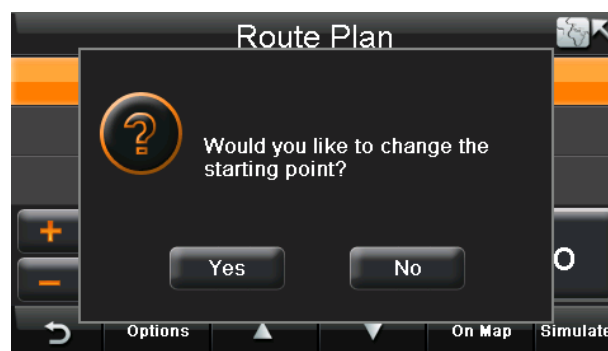 Route Plan
Would you like to change the
starting point?
Yes No
Options On Map Simulate